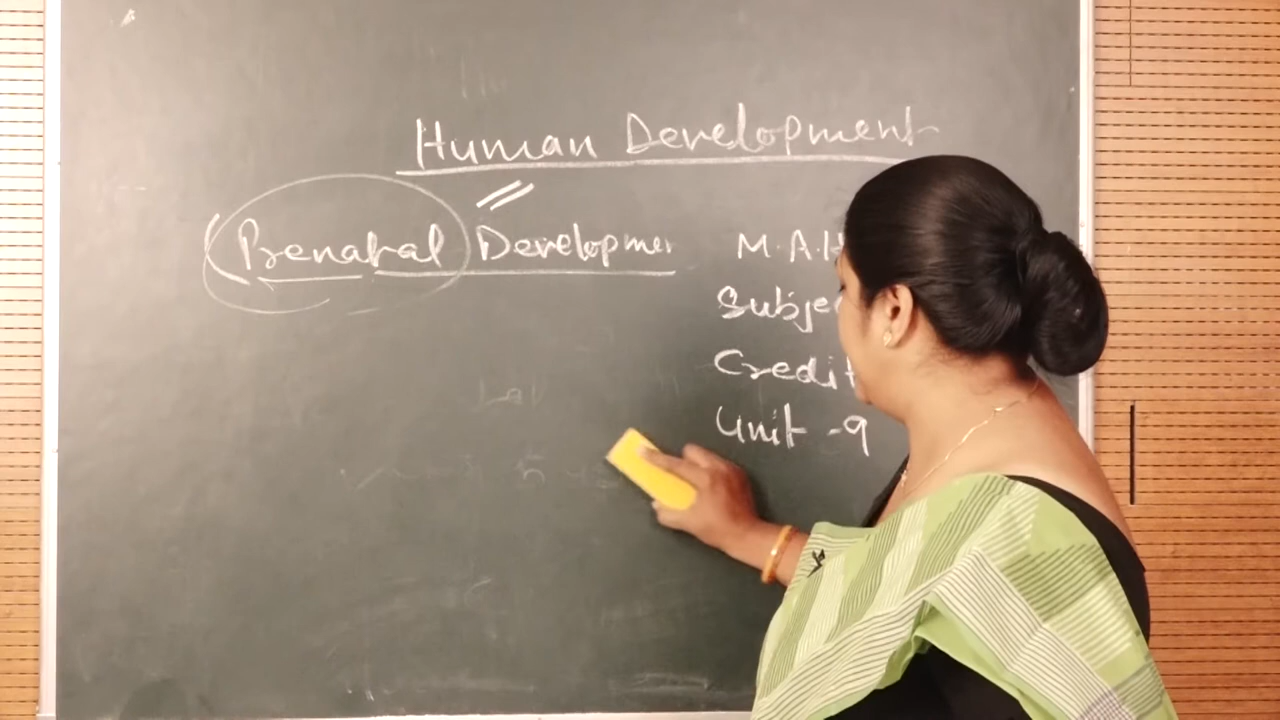 Human Development
Prenatal Developmen
M.A.H
Subje
Credit
Unit - 9